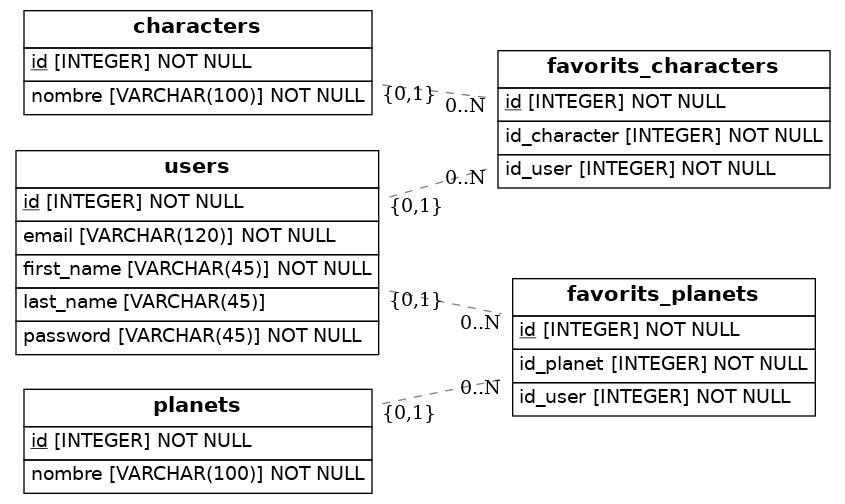 characters
id [INTEGER] NOT NULL
nombre [VARCHAR(100)] NOT NULL
{0,1}
0..N
favorits_characters
id [INTEGER] NOT NULL
id_character [INTEGER] NOT NULL
id_user [INTEGER] NOT NULL
users
id [INTEGER] NOT NULL
email [VARCHAR(120)] NOT NULL
first_name [VARCHAR(45)] NOT NULL
last_name [VARCHAR(45)]
password [VARCHAR(45)] NOT NULL
0..N
{0,1}
{0,1}
0..N
favorits_planets
id [INTEGER] NOT NULL
id_planet [INTEGER] NOT NULL
id_user [INTEGER] NOT NULL
planets
id [INTEGER] NOT NULL
nombre [VARCHAR(100)] NOT NULL
0..N
{0,1}